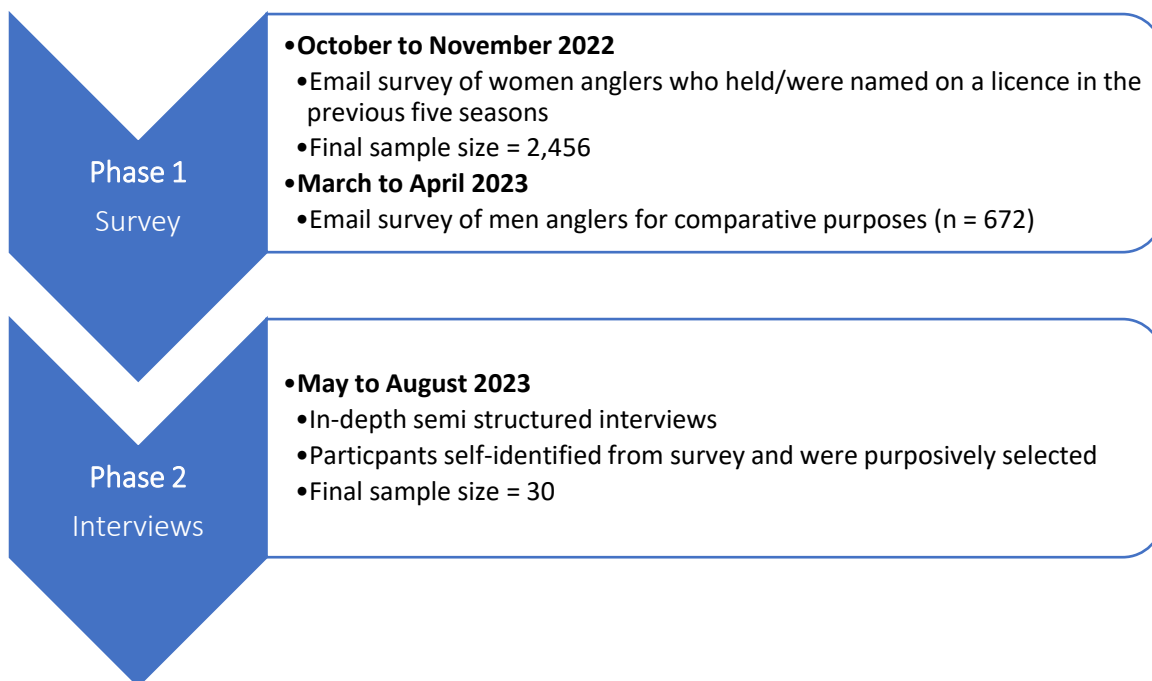 Phase 1
Survey
•October to November 2022
•Email survey of women anglers who held/were named on a licence in the
previous five seasons
•Final sample size = 2,456
•March to April 2023
•Email survey of men anglers for comparative purposes (n = 672)
Phase 2
Interviews
•May to August 2023
•In-depth semi structured interviews
•Particpants self-identified from survey and were purposively selected
•Final sample size = 30